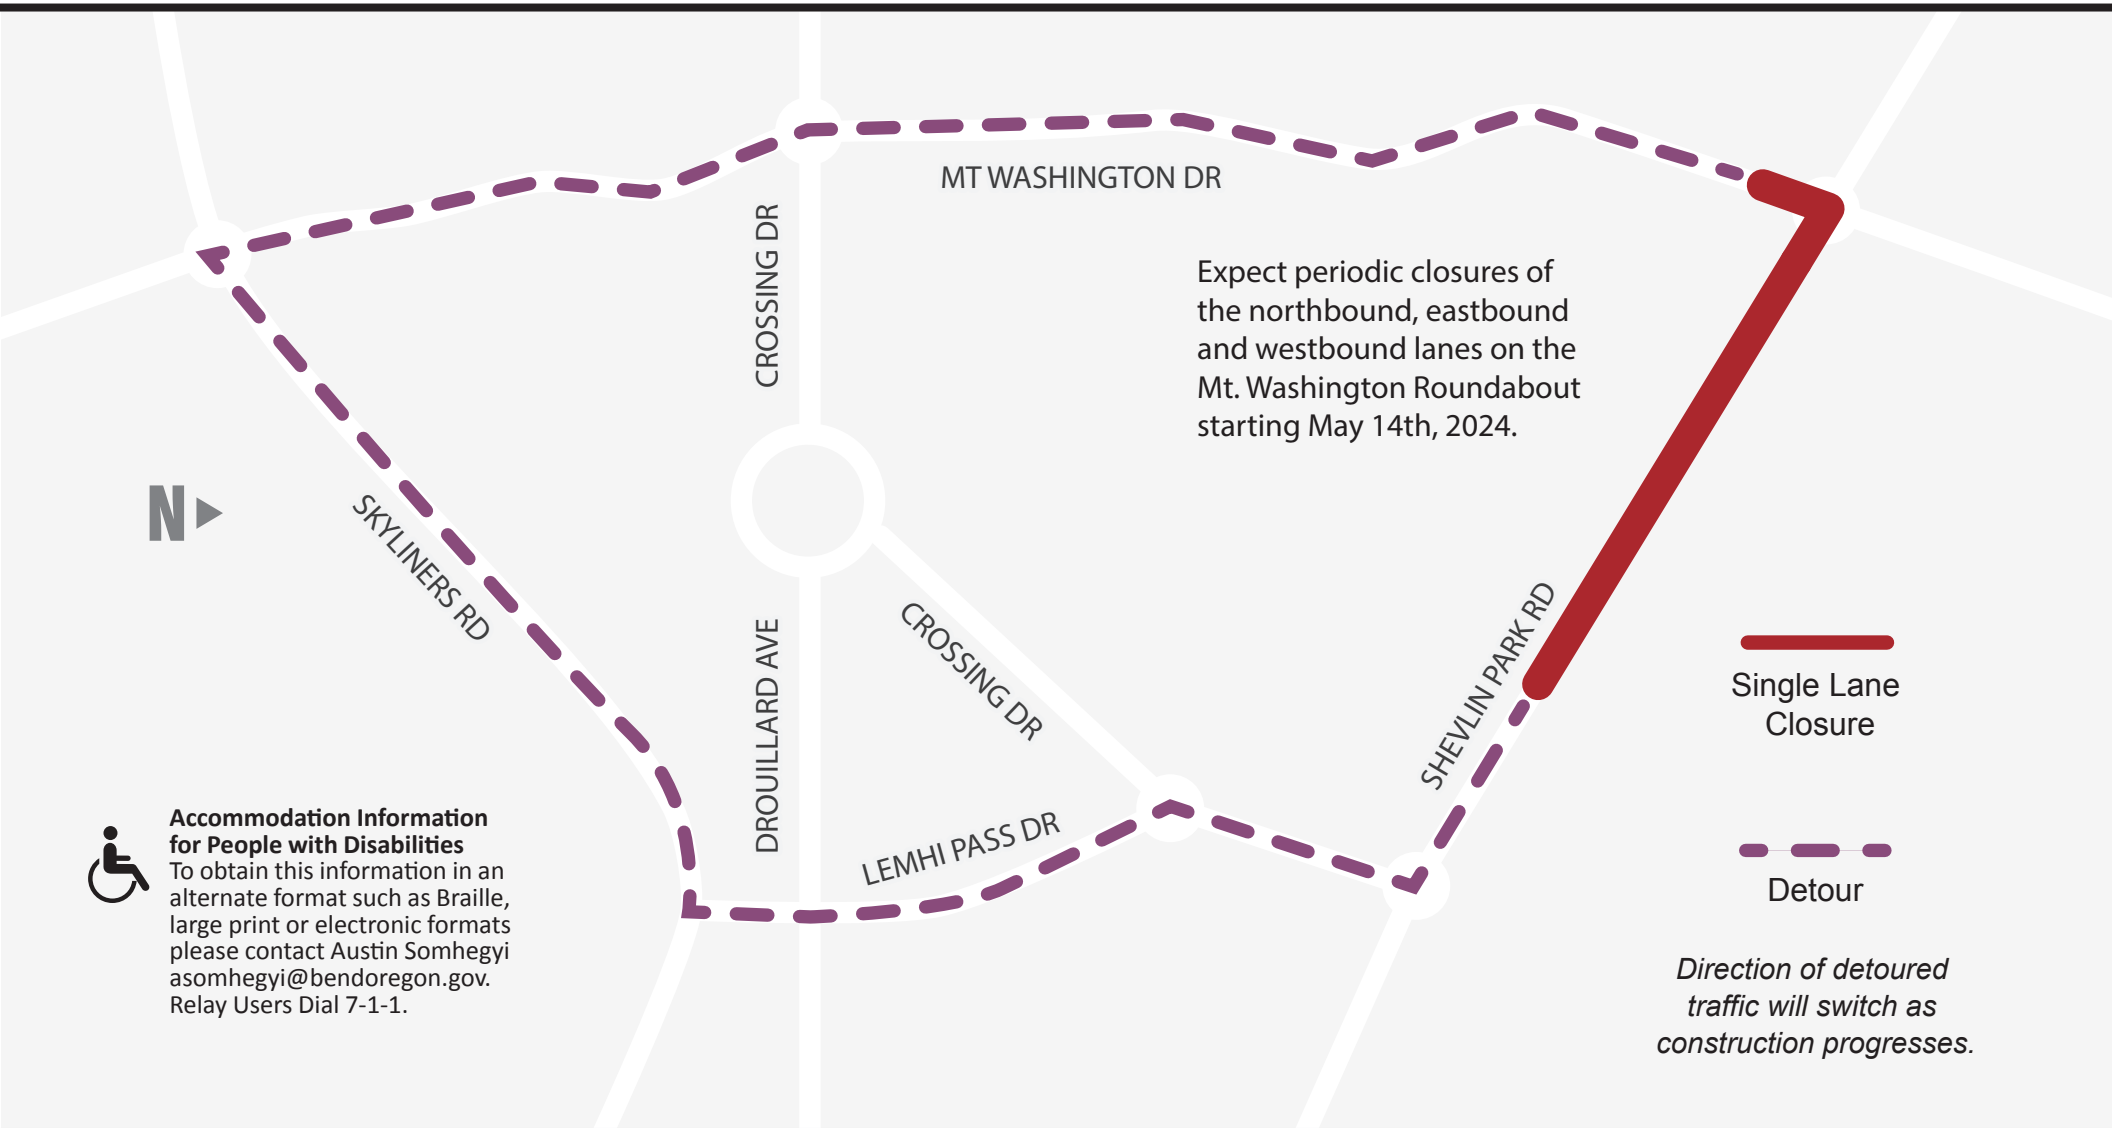 MT WASHINGTON DR
CROSSING DR
Expect periodic closures of
the northbound, eastbound
and westbound lanes on the
Mt. Washington Roundabout
starting May 14th, 2024.
N
SKYLINERS RD
DROUILLARD AVE
CROSSING DR
LEMHI PASS DR
SHEVLIN PARK RD
Single Lane
Closure
Detour
Direction of detoured
traffic will switch as
construction progresses.
Accommodation Information
for People with Disabilities
To obtain this information in an
alternate format such as Braille,
large print or electronic formats
please contact Austin Somhegyi
asomhegyi@bendoregon.gov.
Relay Users Dial 7-1-1.